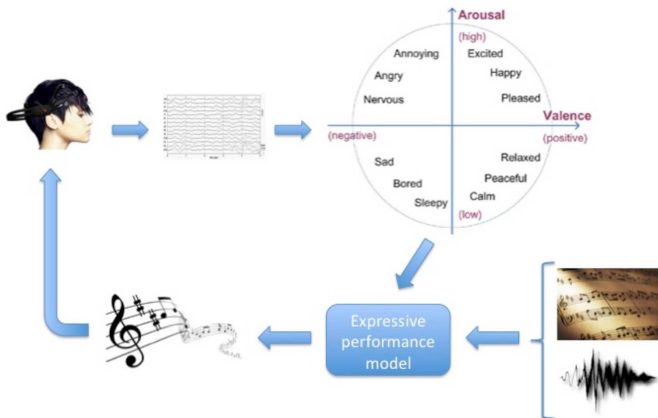 Arousal
(high)
Annoying
Excited
Angry
Happy
Nervous
Pleased
Valence
(negative)
(positive)
Sad
Relaxed
Bored
Peaceful
Sleepy
Calm
(low)
Expressive
performance
model